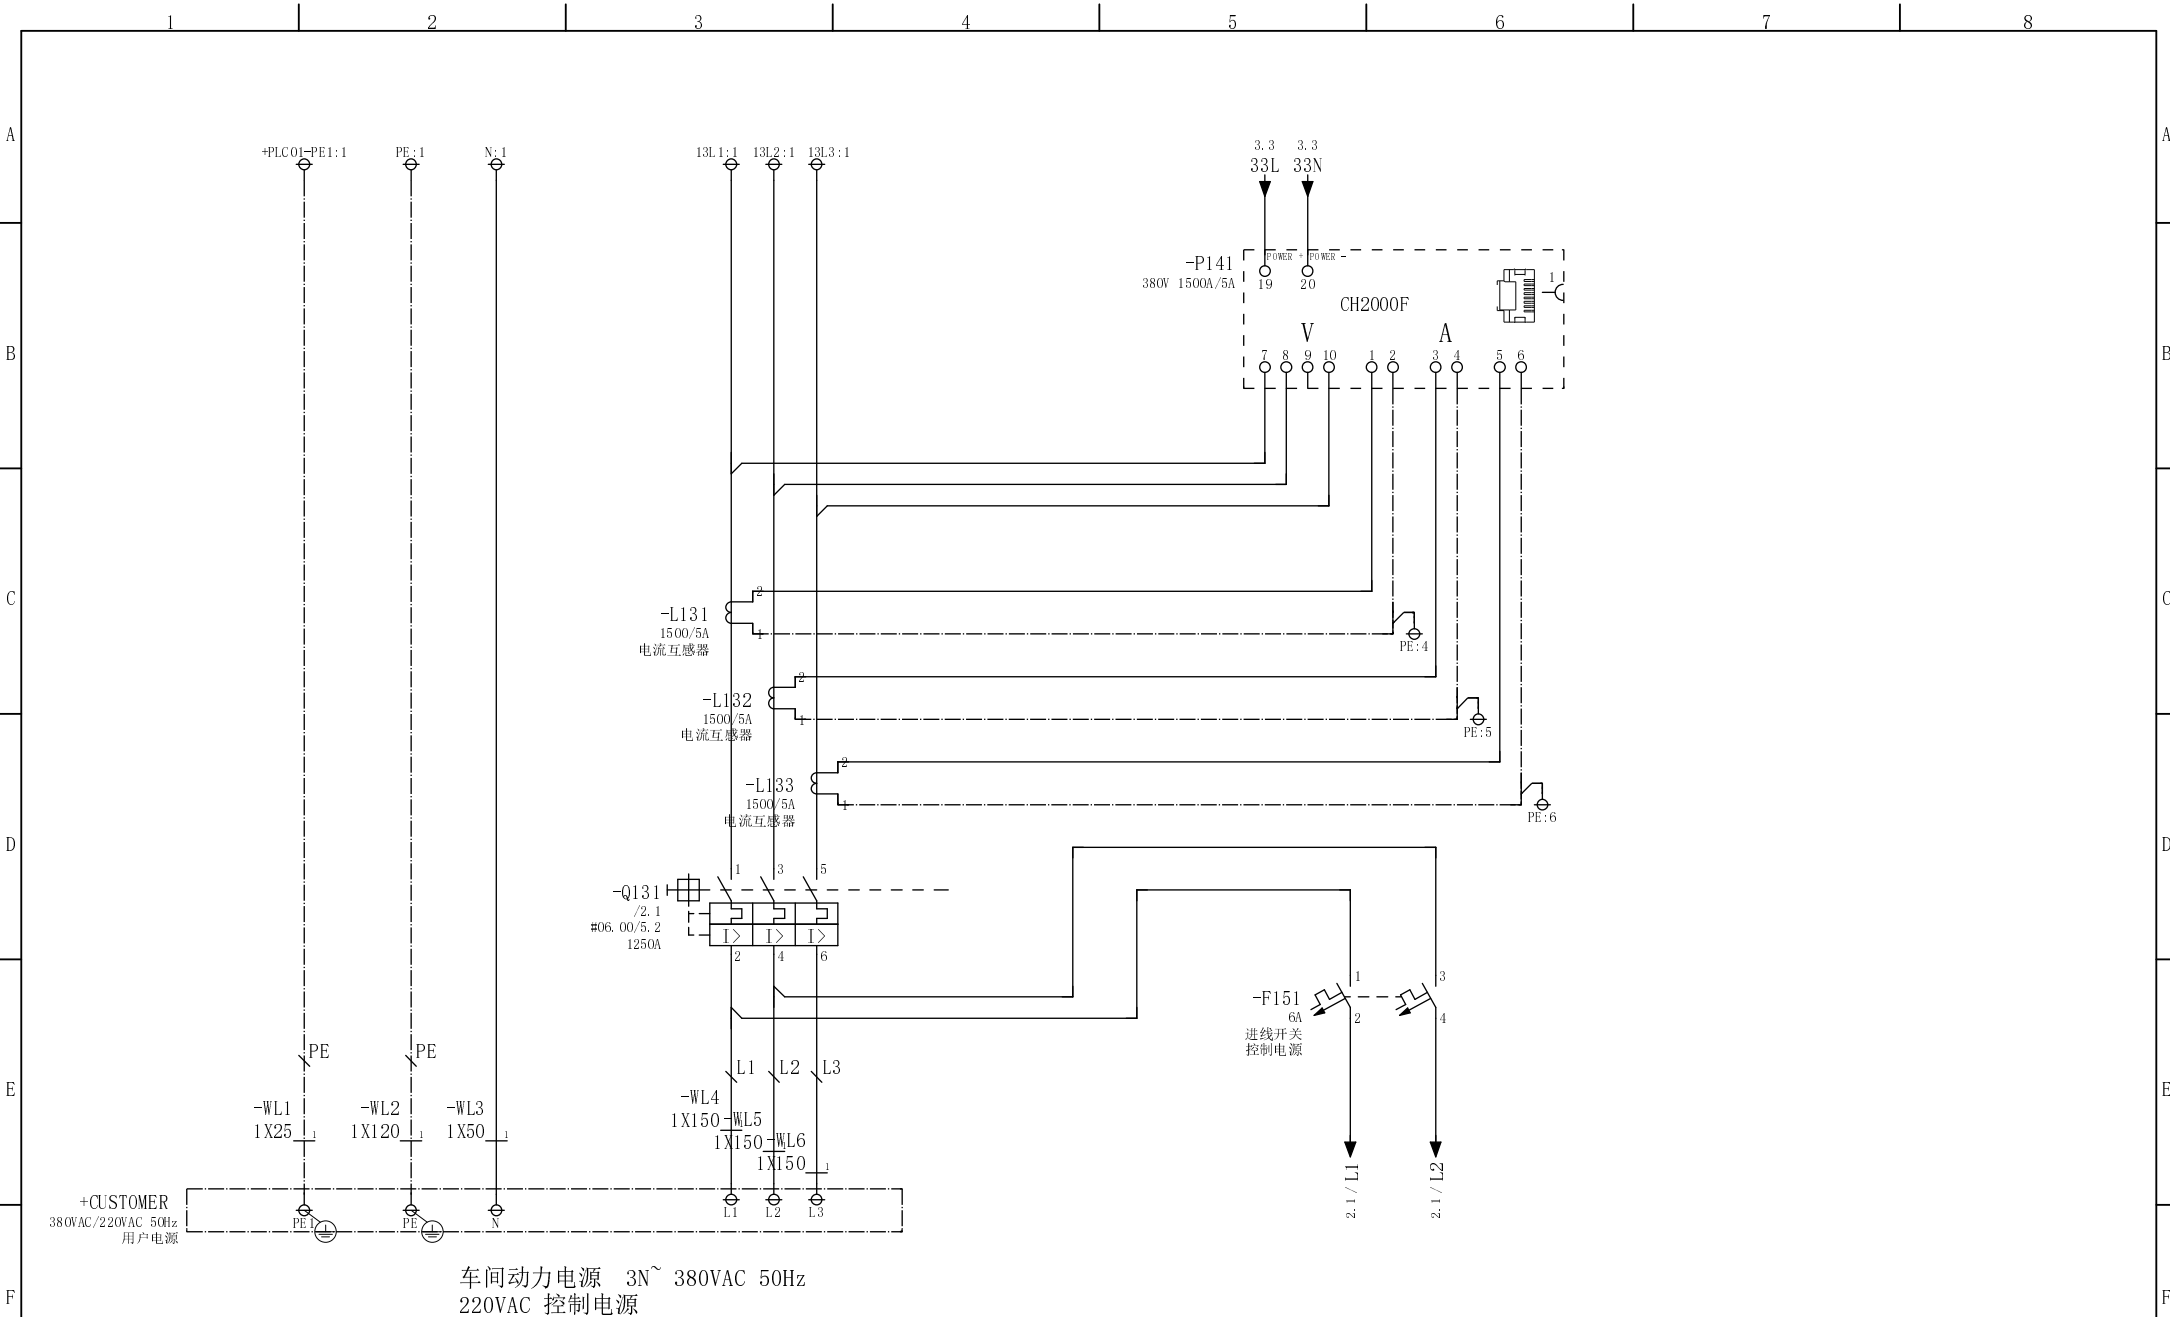 1 2 3 4 5 6 7 8
A A
+PLC01-PE1:1 PE:1 N:1 13L1:1 13L2:1 13L3:1
3.3 3.3
33L 33N
-P141
380V 1500A/5A
POWER + POWER -
19 20
CH2000F
1
V A
7 8 9 10 1 2 3 4 5 6
B B
C C
-L131
1500/5A
电流互感器
2
1
PE:4
-L132
1500/5A
电流互感器
2
1
PE:5
-L133
1500/5A
电流互感器
2
1
PE:6
D D
-Q131
/2.1
#06.00/5.2
1250A
1 3 5
I> I> I>
2 4 6
-F151
6A
进线开关
控制电源
1 3
2 4
PE PE
L1 L2 L3
E E
-WL1
1X25 1
-WL2
1X120 1
-WL3
1X50 1
-WL4
1X150 1
-WL5
1X150 1
-WL6
1X150 1
2.1/L1
2.1/L2
+CUSTOMER
380VAC/220VAC 50Hz
用户电源
PE1 PE N L1 L2 L3
车间动力电源 3N~ 380VAC 50Hz
220VAC 控制电源
F F